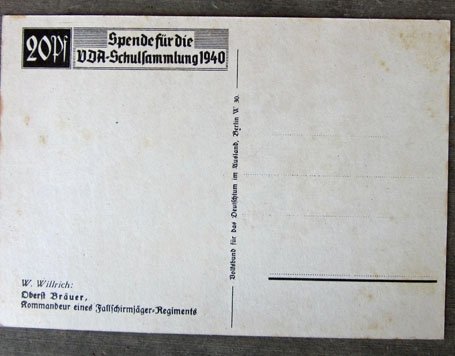 20Pf
Spende für die
VDA-Schulsammlung 1940
Volksbund für das Deutschtum im Ausland, Berlin W 30.
W. Willrich:
Oberst Bräuer,
Kommandeur eines Fallschirmjäger-Regiments